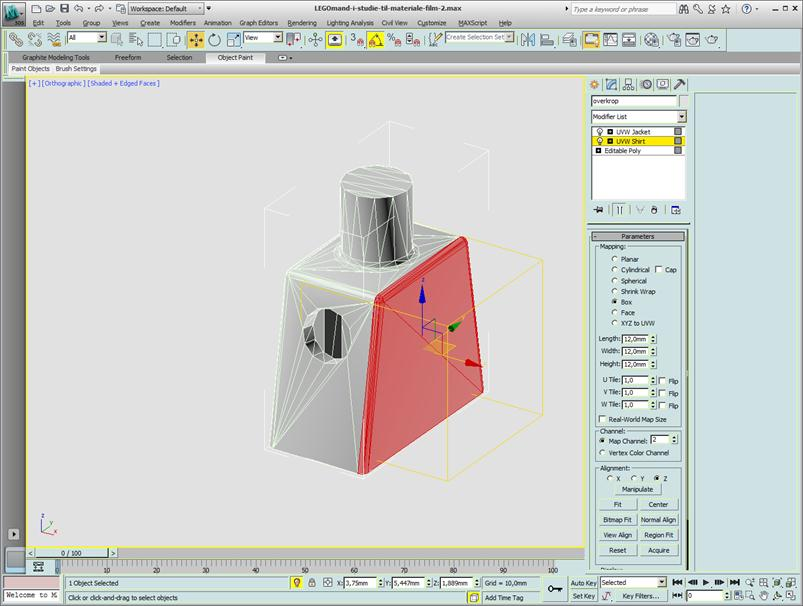 LEGOmand-i-studie-til-materiale-film-2.max
Workspace: Default
Type a keyword or phrase
3DS
Edit Tools Group Views Create Modifiers Animation Graph Editors Rendering Lighting Analysis Civil View Customize MAXScript Help
All View 3 Create Selection Set
Graphite Modeling Tools Freeform Selection Object Paint
Paint Objects Brush Settings
[ + ] [Orthographic ] [Shaded + Edged Faces ]
overkrop
Modifier List
UVW Jacket
UVW Shirt
Editable Poly
Parameters
Mapping:
Planar
Cylindrical Cap
Spherical
Shrink Wrap
Box
Face
XYZ to UVW
Length: 12,0mm
Width: 12,0mm
Height: 12,0mm
U Tile: 1,0 Flip
V Tile: 1,0 Flip
W Tile: 1,0 Flip
Real-World Map Size
Channel:
Map Channel: 2
Vertex Color Channel
Alignment:
X Y Z
Manipulate
Fit Center
Bitmap Fit Normal Align
View Align Region Fit
Reset Acquire
z
y
x
z
y
x
< 0 / 100 >
0 10 20 30 40 50 60 70 80 90 100
1 Object Selected
X: 3,75mm Y: 5,447mm Z: 1,889mm Grid = 10,0mm
Auto Key Selected
Welcome to M
Click or click-and-drag to select objects
Add Time Tag
Set Key Key Filters... 0